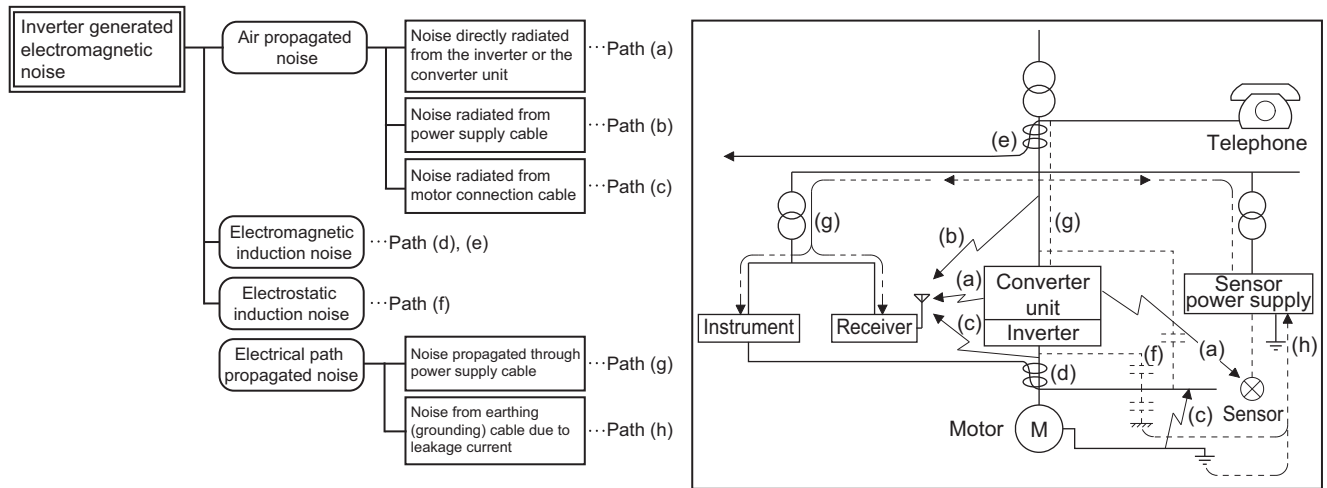 Inverter generated
electromagnetic
noise
Air propagated
noise
Noise directly radiated
from the inverter or the
converter unit
···Path (a)
Noise radiated from
power supply cable
···Path (b)
Noise radiated from
motor connection cable
···Path (c)
Electromagnetic
induction noise
···Path (d), (e)
Electrostatic
induction noise
···Path (f)
Electrical path
propagated noise
Noise propagated through
power supply cable
···Path (g)
Noise from earthing
(grounding) cable due to
leakage current
···Path (h)
(e)
Telephone
(g)
(g)
(b)
(a)
(c)
Converter
unit
Inverter
Sensor
power supply
Instrument
Receiver
(f)
(a)
(h)
(d)
(c)
Sensor
Motor
M